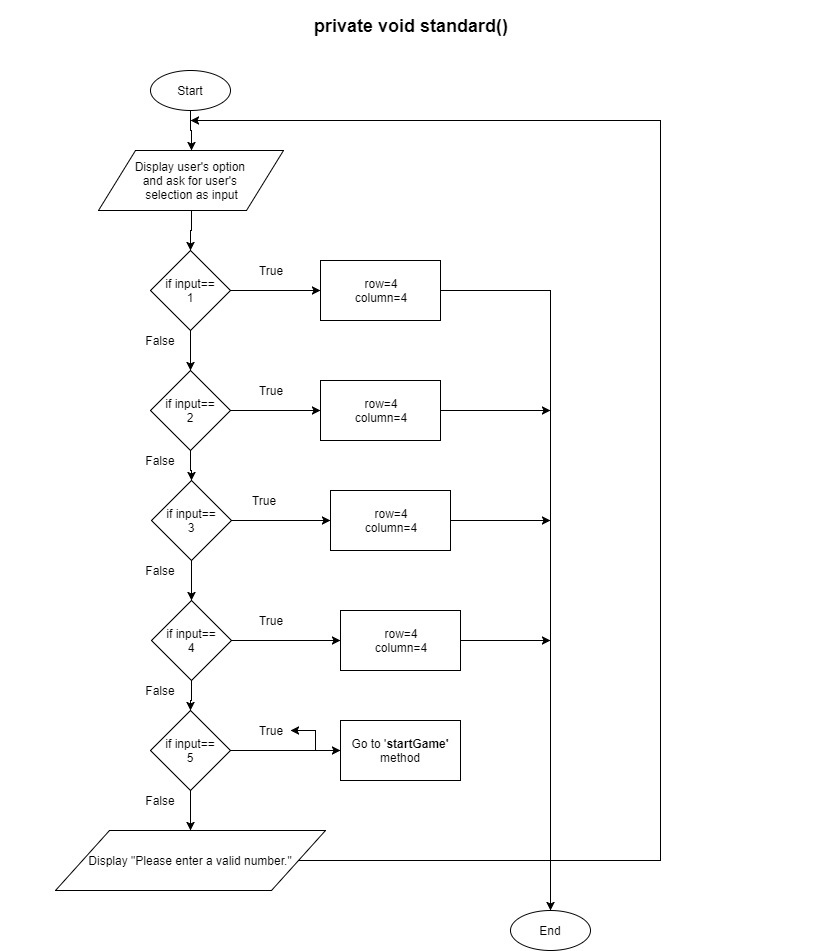 private void standard()
Start
Display user's option
and ask for user's
selection as input
if input==
1
True
row=4
column=4
False
if input==
2
True
row=4
column=4
False
if input==
3
True
row=4
column=4
False
if input==
4
True
row=4
column=4
False
if input==
5
True
Go to 'startGame'
method
False
Display "Please enter a valid number."
End